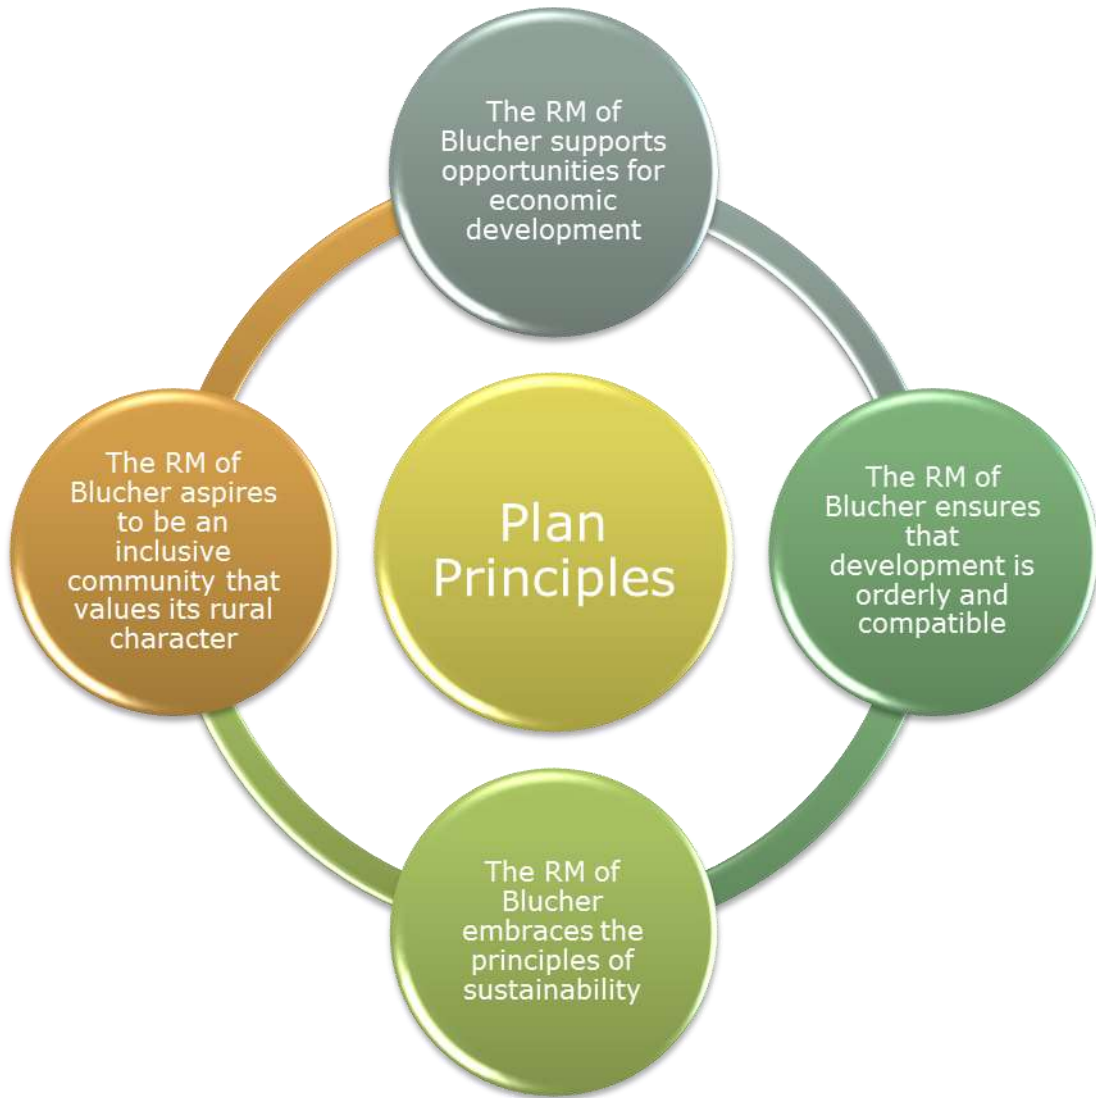 The RM of
Blucher supports
opportunities for
economic
development
The RM of
Blucher aspires
to be an
inclusive
community that
values its rural
character
Plan
Principles
The RM of
Blucher ensures
that
development is
orderly and
compatible
The RM of
Blucher
embraces the
principles of
sustainability